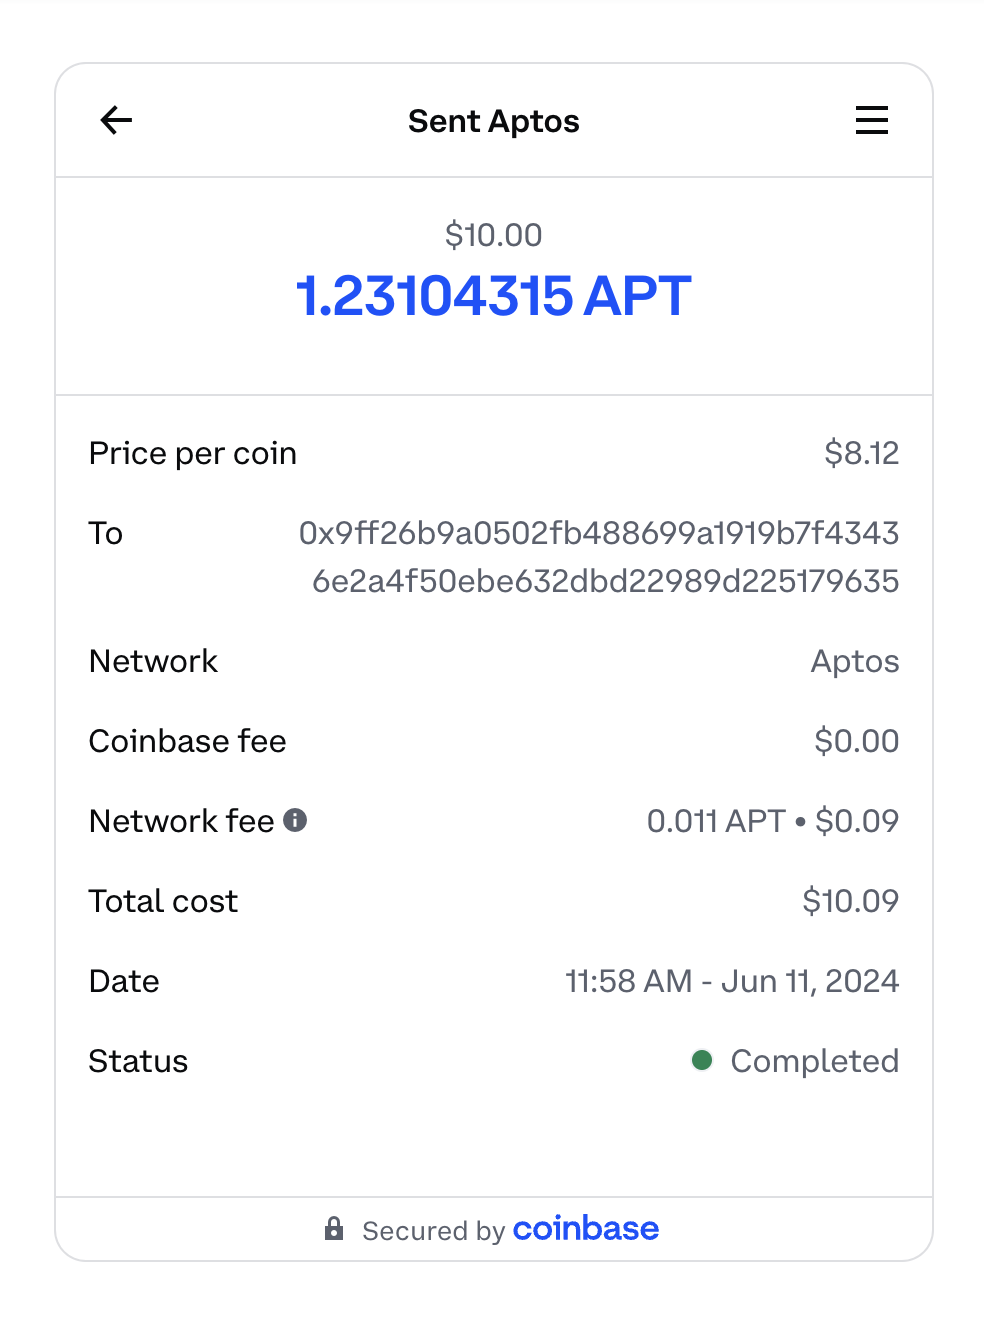 Sent Aptos
$10.00
1.23104315 APT
Price per coin $8.12
To 0x9ff26b9a0502fb488699a1919b7f4343
6e2a4f50ebe632dbd22989d225179635
Network Aptos
Coinbase fee $0.00
Network fee 0.011 APT • $0.09
Total cost $10.09
Date 11:58 AM - Jun 11, 2024
Status Completed
Secured by coinbase